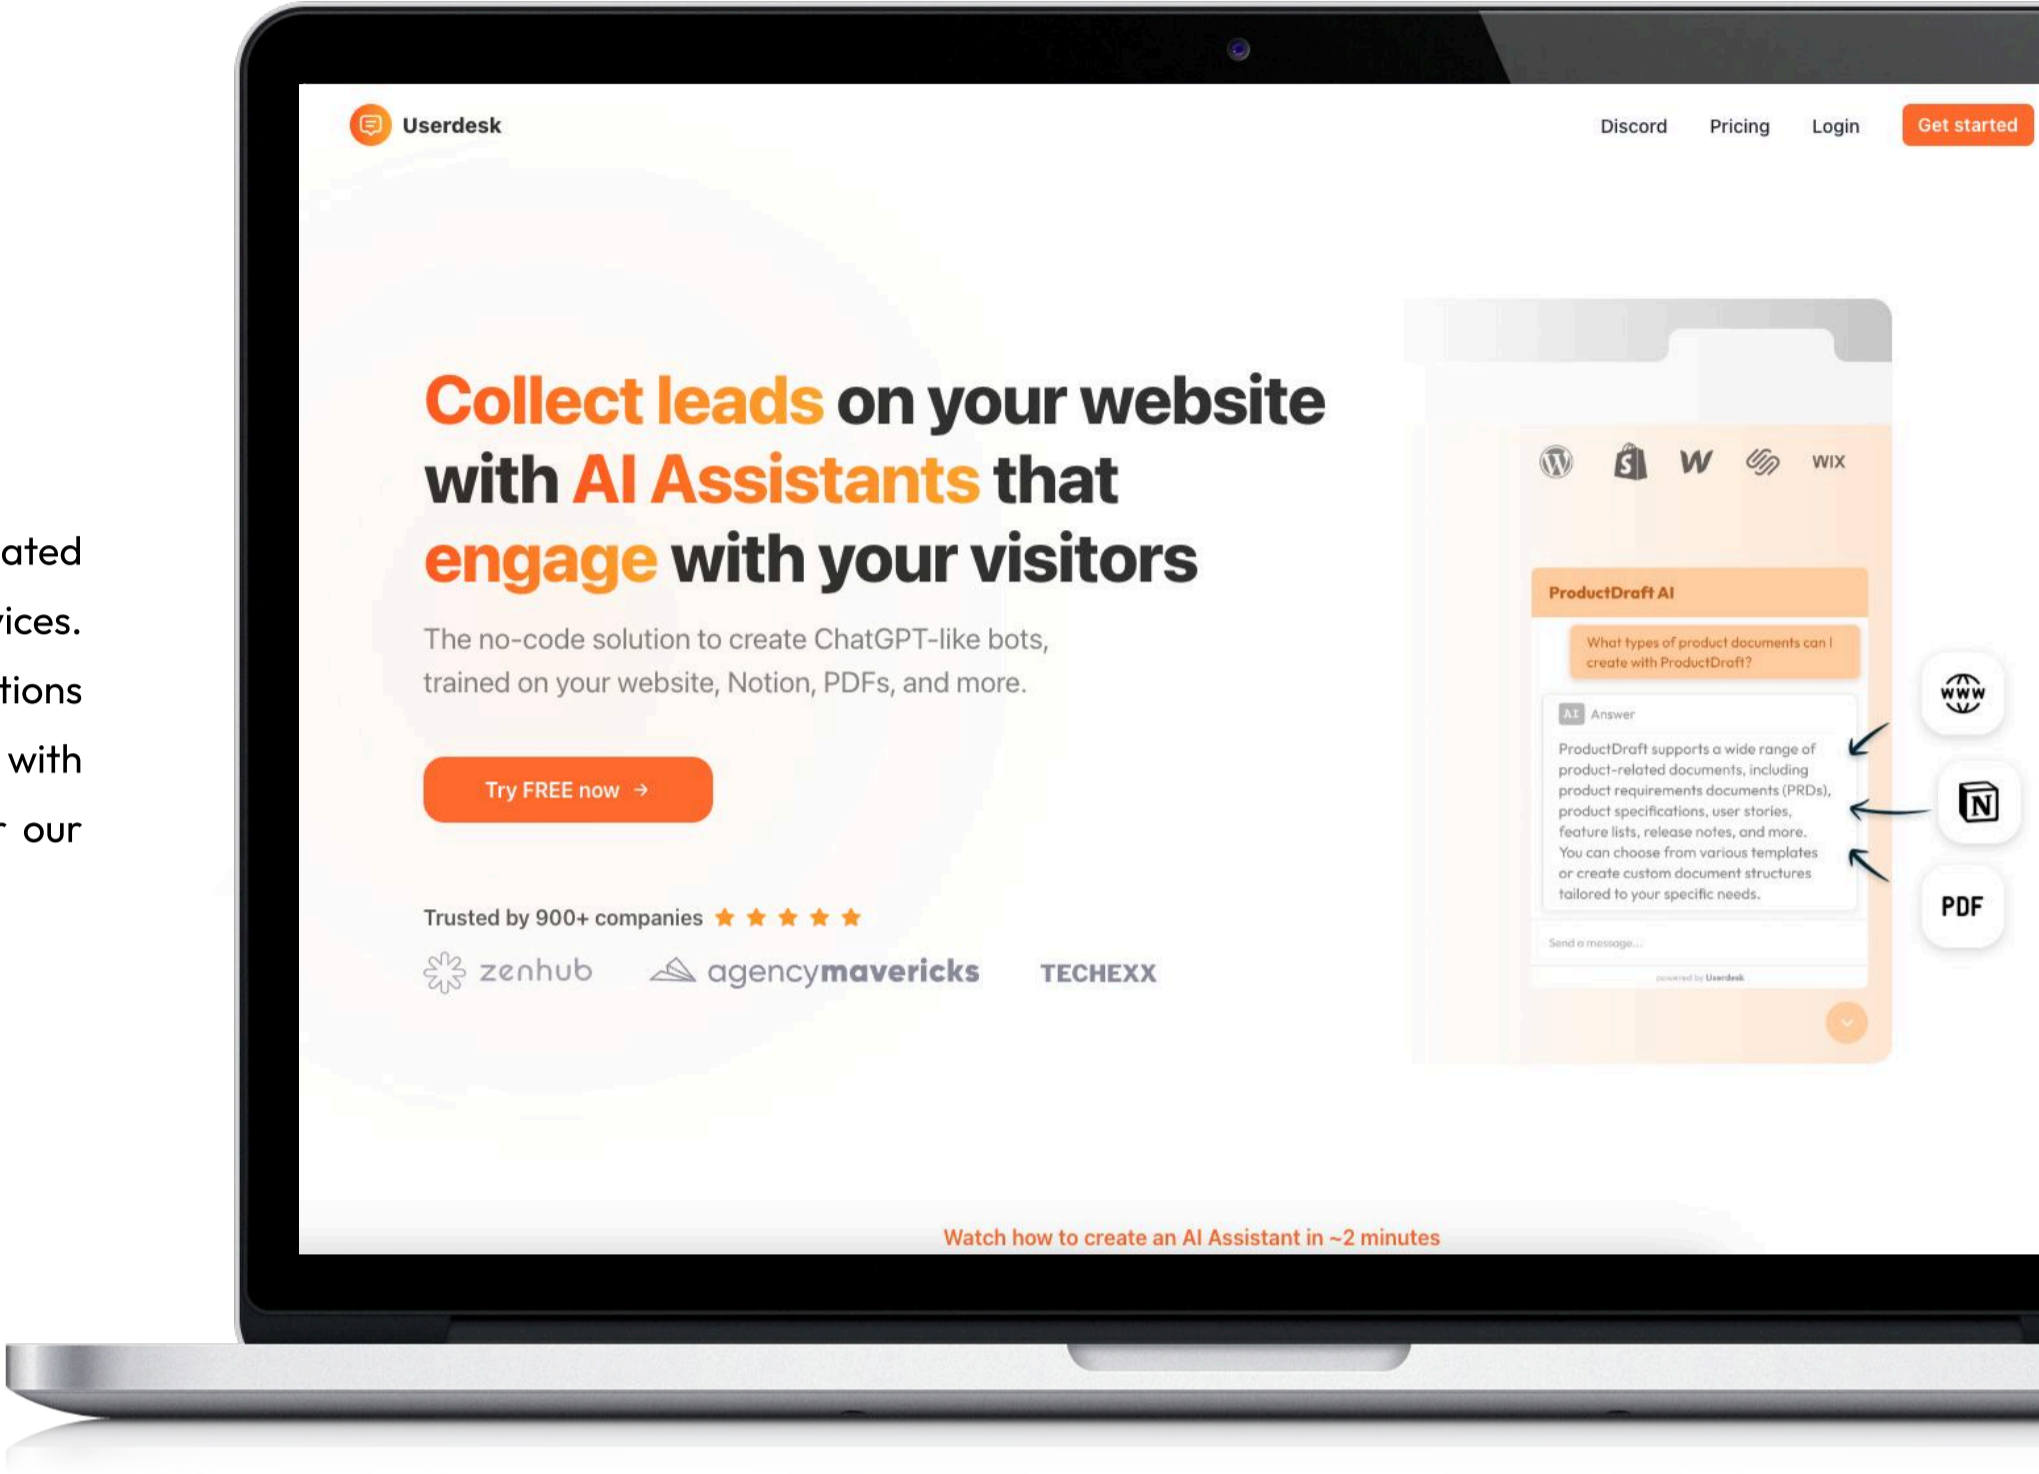 Userdesk
Discord Pricing Login Get started
Collect leads on your website
with AI Assistants that
engage with your visitors
The no-code solution to create ChatGPT-like bots,
trained on your website, Notion, PDFs, and more.
Try FREE now →
Trusted by 900+ companies
zenhub agencymavericks TECHEXX
WIX
ProductDraft AI
What types of product documents can I
create with ProductDraft?
AI Answer
ProductDraft supports a wide range of
product-related documents, including
product requirements documents (PRDs),
product specifications, user stories,
feature lists, release notes, and more.
You can choose from various templates
or create custom document structures
tailored to your specific needs.
Send a message...
powered by Userdesk
WWW
N
PDF
Watch how to create an AI Assistant in ~2 minutes
with
our